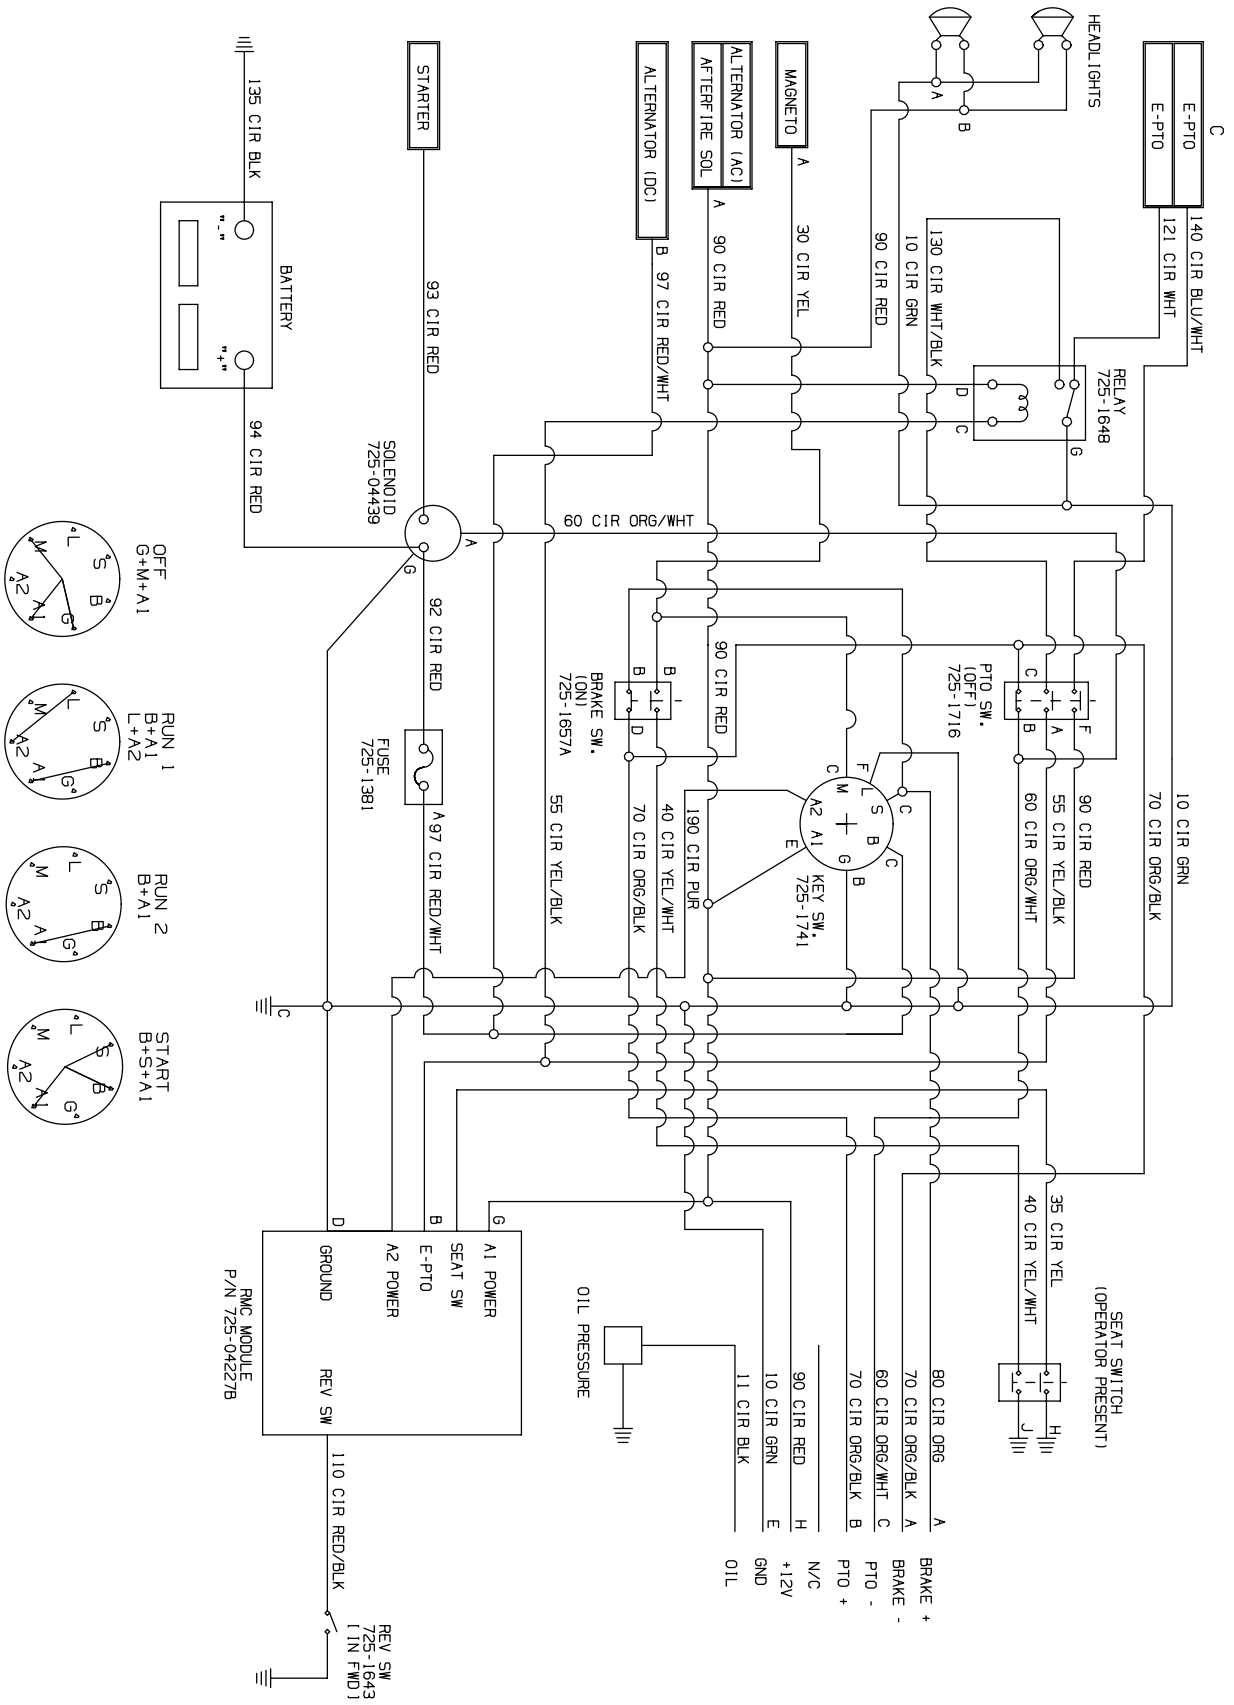 C
E-PTO
E-PTO
140 CIR BLU/WHT
121 CIR WHT
HEADLIGHTS
A
B
130 CIR WHT/BLK
10 CIR GRN
90 CIR RED
RELAY
725-1648
D
C
G
MAGNETO
A
30 CIR YEL
ALTERNATOR (AC)
AFTERFIRE SOL
A
90 CIR RED
ALTERNATOR (DC)
B
97 CIR RED/WHT
STARTER
93 CIR RED
SOLENOID
725-04439
A
G
60 CIR ORG/WHT
135 CIR BLK
BATTERY
"-"
"+"
94 CIR RED
92 CIR RED
FUSE
725-1381
A
97 CIR RED/WHT
55 CIR YEL/BLK
BRAKE SW.
(ON)
725-1657A
B
B
D
90 CIR RED
PTO SW.
(OFF)
725-1716
C
F
A
B
10 CIR GRN
70 CIR ORG/BLK
90 CIR RED
55 CIR YEL/BLK
60 CIR ORG/WHT
KEY SW.
725-1741
M
L
S
B
G
A1
A2
C
F
C
C
B
E
190 CIR PUR
40 CIR YEL/WHT
70 CIR ORG/BLK
C
OFF
G+M+A1
L
S
B
G
A1
A2
M
RUN 1
B+A1
L+A2
L
S
B
G
A1
A2
M
RUN 2
B+A1
L
S
B
G
A1
A2
M
START
B+S+A1
L
S
B
G
A1
A2
M
35 CIR YEL
40 CIR YEL/WHT
SEAT SWITCH
(OPERATOR PRESENT)
H
J
G
B
D
A1 POWER
SEAT SW
E-PTO
A2 POWER
GROUND
REV SW
RMC MODULE
P/N 725-04227B
OIL PRESSURE
80 CIR ORG A BRAKE +
70 CIR ORG/BLK A BRAKE -
60 CIR ORG/WHT C PTO -
70 CIR ORG/BLK B PTO +
N/C
90 CIR RED H +12V
10 CIR GRN E GND
11 CIR BLK OIL
110 CIR RED/BLK
REV SW
725-1643
[ IN FWD]